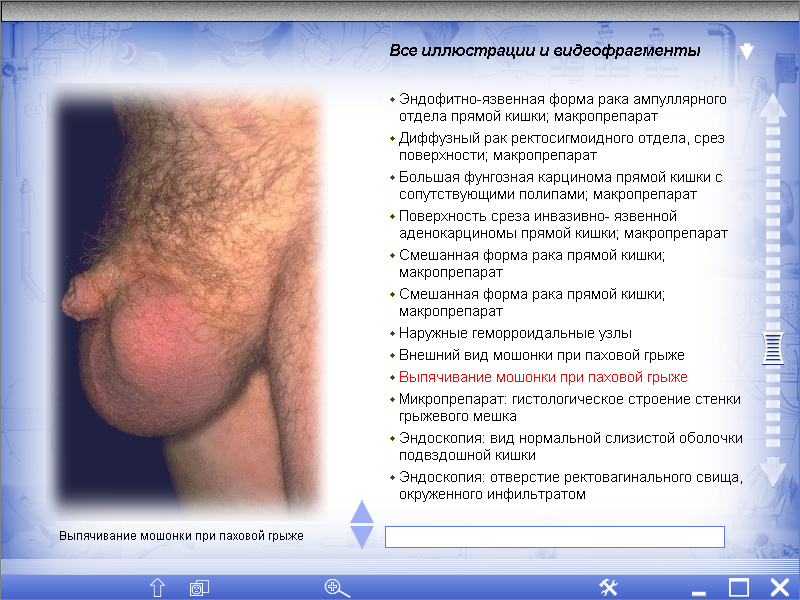 Все иллюстрации и видеофрагменты
Эндофитно-язвенная форма рака ампуллярного
отдела прямой кишки; макропрепарат
Диффузный рак ректосигмоидного отдела, срез
поверхности; макропрепарат
Большая фунгозная карцинома прямой кишки с
сопутствующими полипами; макропрепарат
Поверхность среза инвазивно- язвенной
аденокарциномы прямой кишки; макропрепарат
Смешанная форма рака прямой кишки;
макропрепарат
Смешанная форма рака прямой кишки;
макропрепарат
Наружные геморроидальные узлы
Внешний вид мошонки при паховой грыже
Выпячивание мошонки при паховой грыже
Микропрепарат: гистологическое строение стенки
грыжевого мешка
Эндоскопия: вид нормальной слизистой оболочки
подвздошной кишки
Эндоскопия: отверстие ректовагинального свища,
окруженного инфильтратом
Выпячивание мошонки при паховой грыже